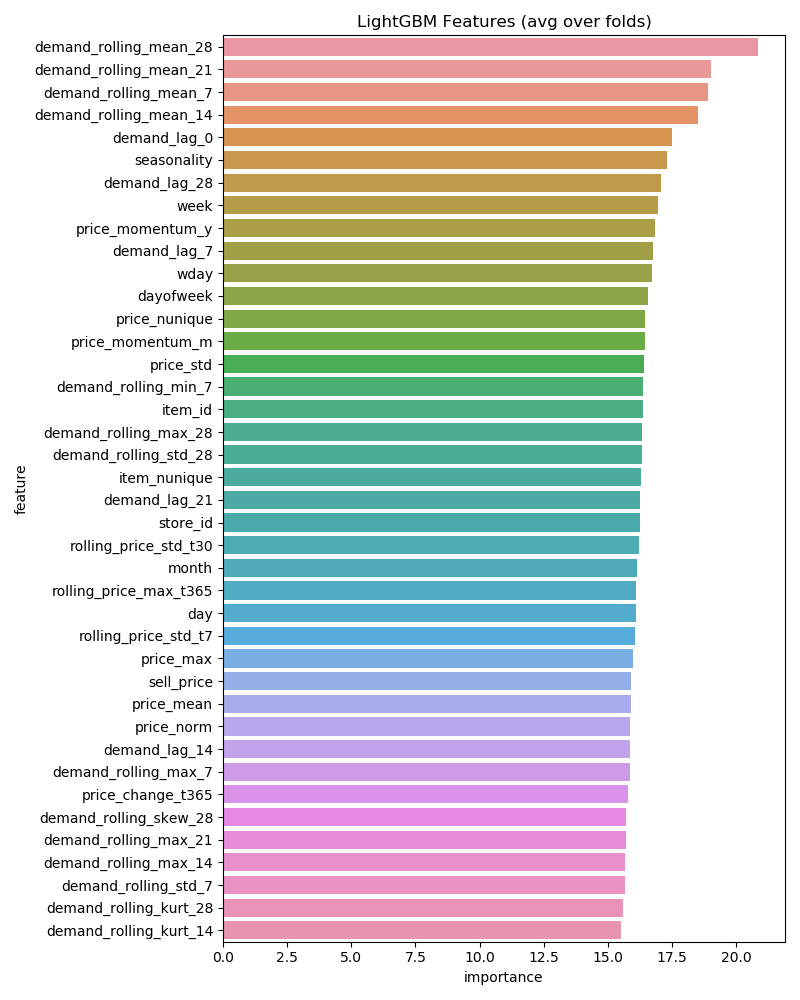 LightGBM Features (avg over folds)
demand_rolling_mean_28
demand_rolling_mean_21
demand_rolling_mean_7
demand_rolling_mean_14
demand_lag_0
seasonality
demand_lag_28
week
price_momentum_y
demand_lag_7
wday
dayofweek
price_nunique
price_momentum_m
price_std
demand_rolling_min_7
item_id
demand_rolling_max_28
demand_rolling_std_28
item_nunique
demand_lag_21
store_id
rolling_price_std_t30
month
rolling_price_max_t365
day
rolling_price_std_t7
price_max
sell_price
price_mean
price_norm
demand_lag_14
demand_rolling_max_7
price_change_t365
demand_rolling_skew_28
demand_rolling_max_21
demand_rolling_max_14
demand_rolling_std_7
demand_rolling_kurt_28
demand_rolling_kurt_14
feature
0.0 2.5 5.0 7.5 10.0 12.5 15.0 17.5 20.0
importance